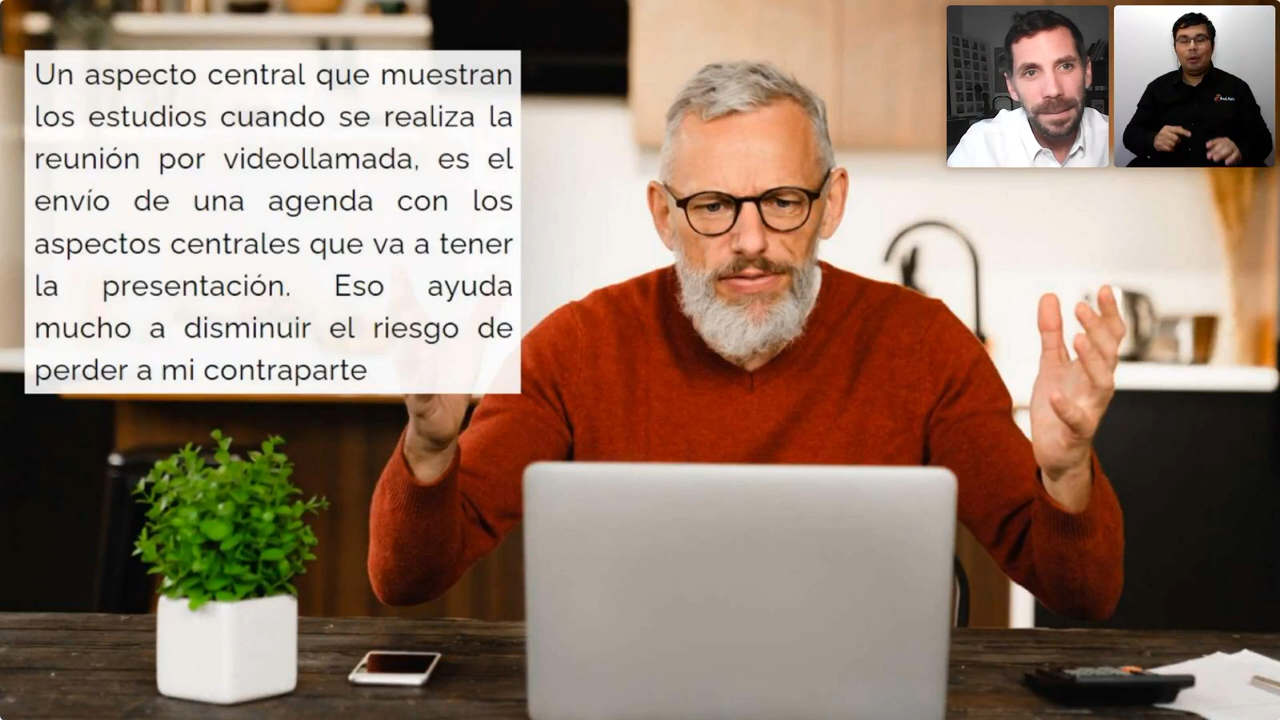 Un aspecto central que muestran
los estudios cuando se realiza la
reunión por videollamada, es el
envío de una agenda con los
aspectos centrales que va a tener
la presentación. Eso ayuda
mucho a disminuir el riesgo de
perder a mi contraparte